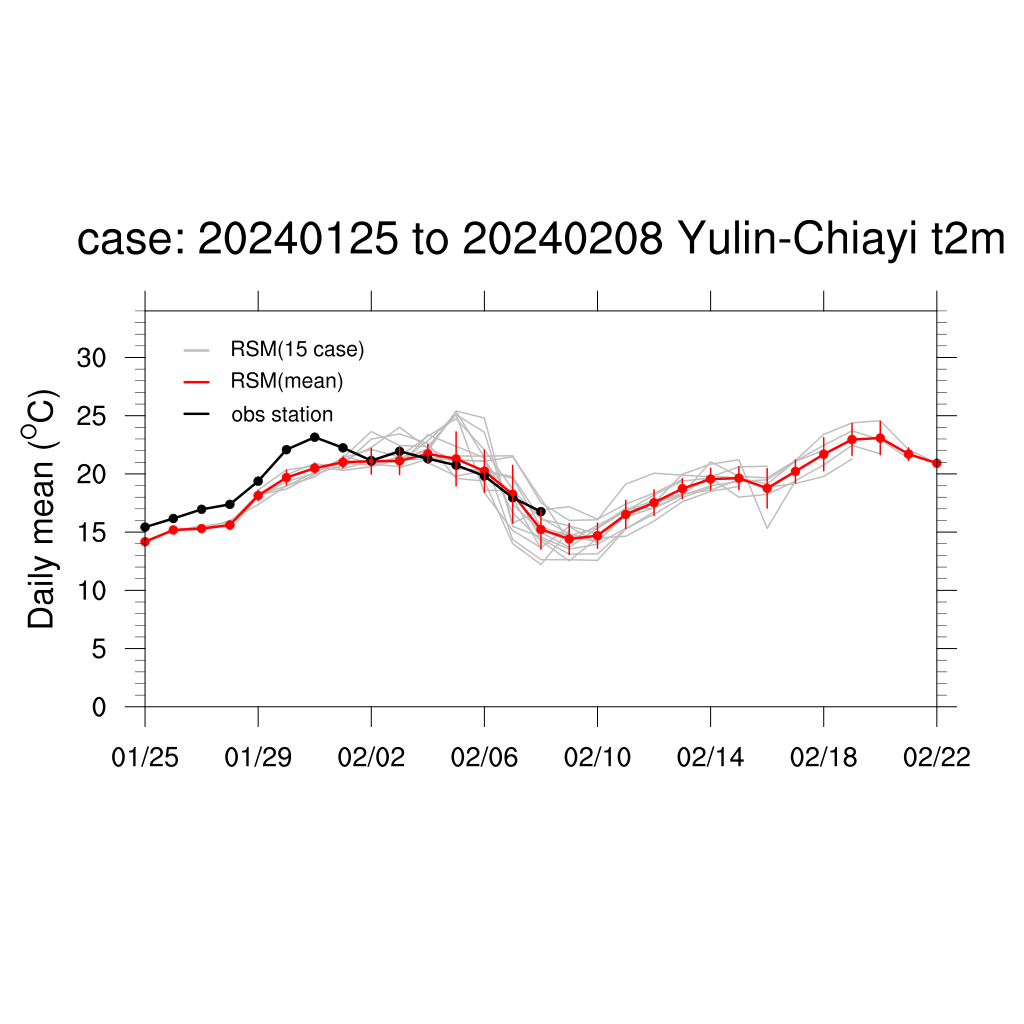 case: 20240125 to 20240208 Yulin-Chiayi t2m
RSM(15 case)
RSM(mean)
obs station
Daily mean (°C)
30
25
20
15
10
5
0
01/25 01/29 02/02 02/06 02/10 02/14 02/18 02/22